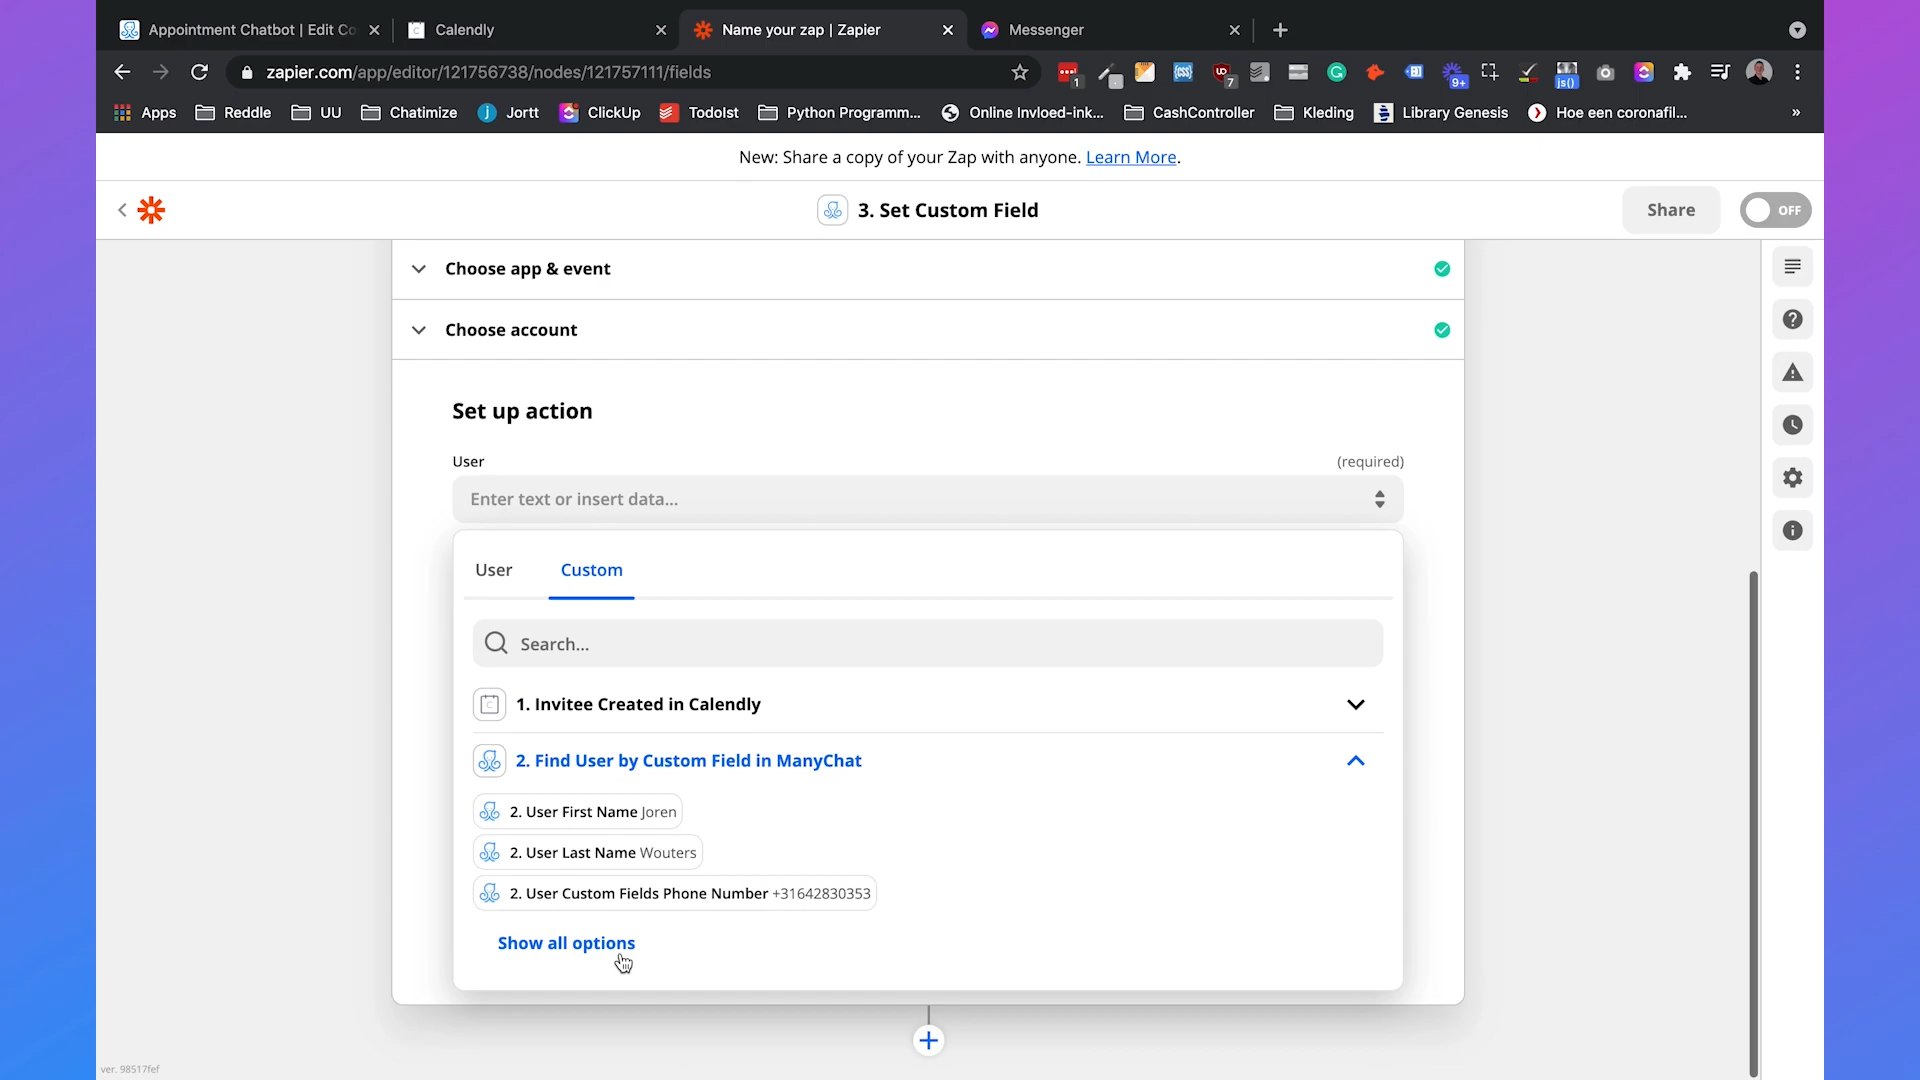 Appointment Chatbot | Edit Co
Calendly
Name your zap | Zapier
Messenger
zapier.com/app/editor/121756738/nodes/121757111/fields
1
7
9+
js()
Apps
Reddle
UU
Chatimize
Jortt
ClickUp
TodoIst
Python Programm...
Online Invloed-ink...
CashController
Kleding
Library Genesis
Hoe een coronafil...
»
New: Share a copy of your Zap with anyone. Learn More.
3. Set Custom Field
Share
OFF
Choose app & event
Choose account
Set up action
User
(required)
Enter text or insert data...
User
Custom
Search...
1. Invitee Created in Calendly
2. Find User by Custom Field in ManyChat
2. User First Name Joren
2. User Last Name Wouters
2. User Custom Fields Phone Number +31642830353
Show all options
ver. 98517fef